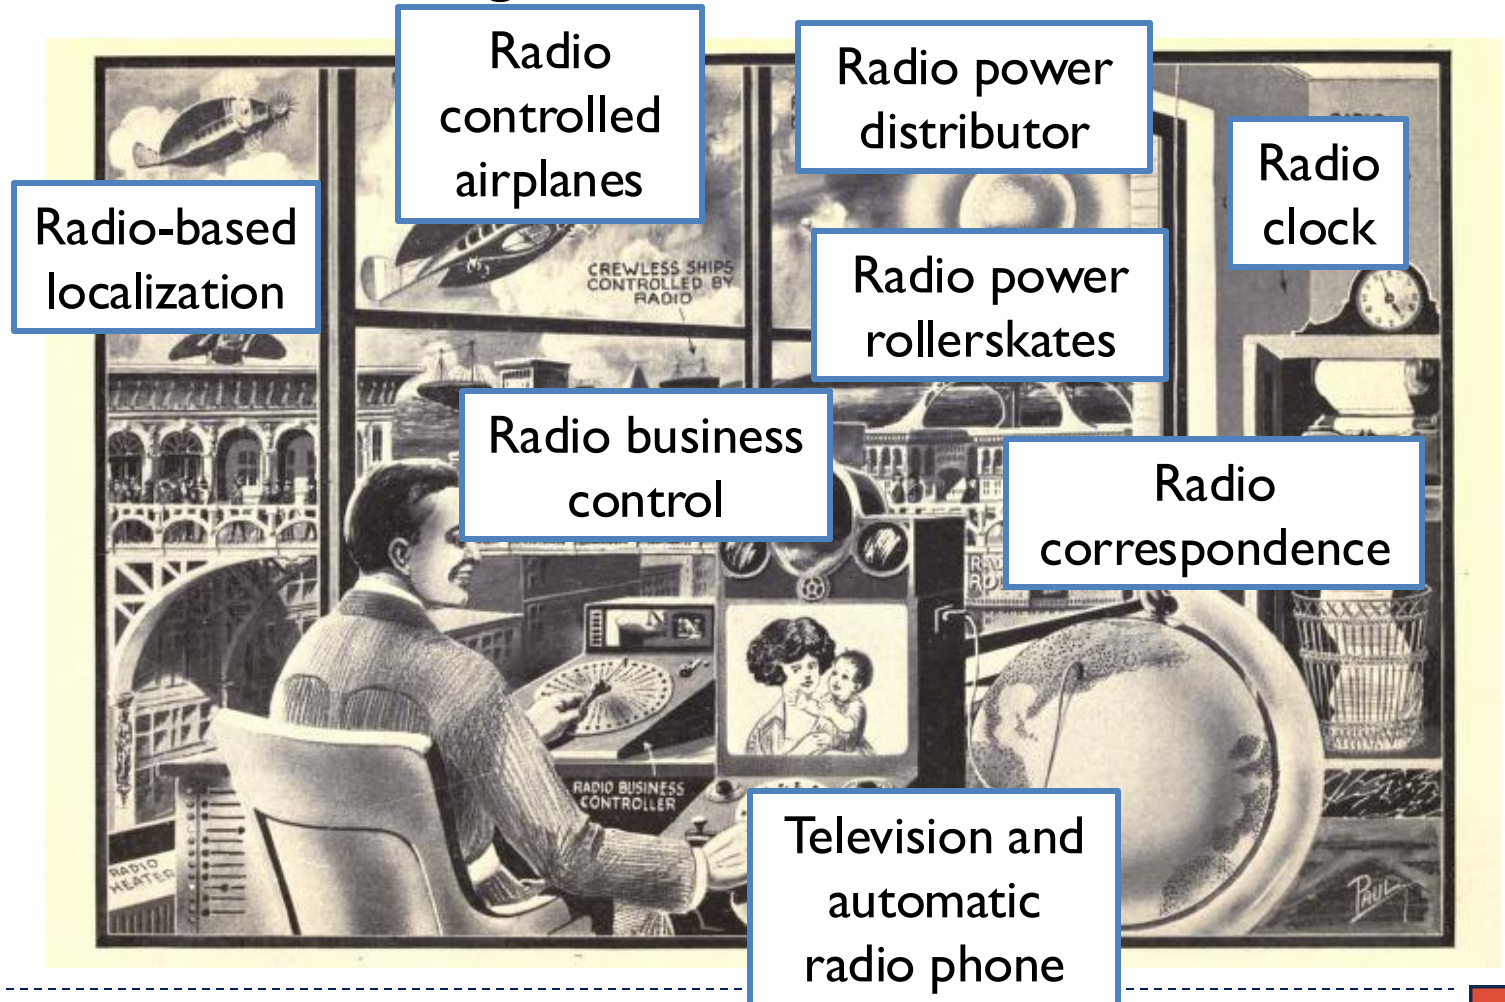 Radio
controlled
airplanes
Radio power
distributor
Radio
clock
Radio-based
localization
CREWLESS SHIPS
CONTROLLED BY
RADIO
Radio power
rollerskates
Radio business
control
Radio
correspondence
RADIO BUSINESS
CONTROLLER
Television and
automatic
radio phone
RADIO
HEATER
PAUL